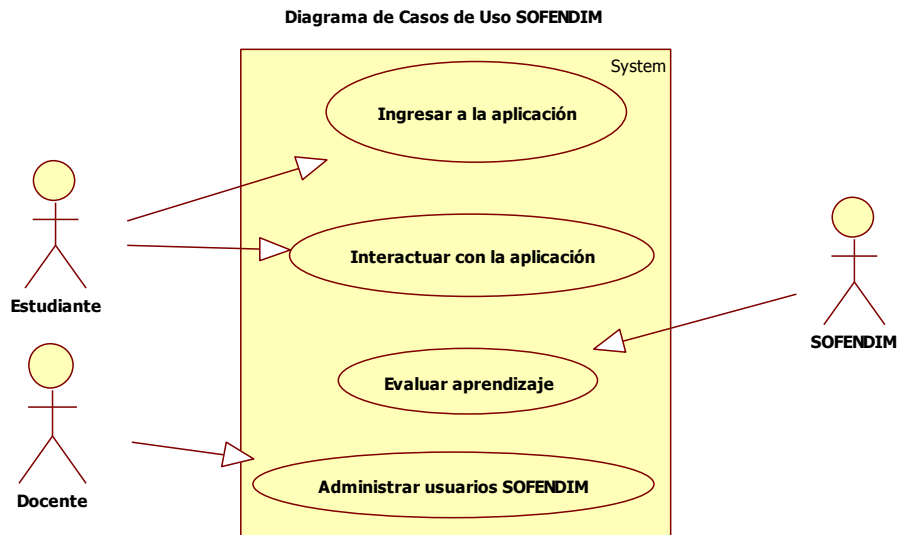 Diagrama de Casos de Uso SOFENDIM
System
Ingresar a la aplicación
Interactuar con la aplicación
Estudiante
SOFENDIM
Evaluar aprendizaje
Administrar usuarios SOFENDIM
Docente